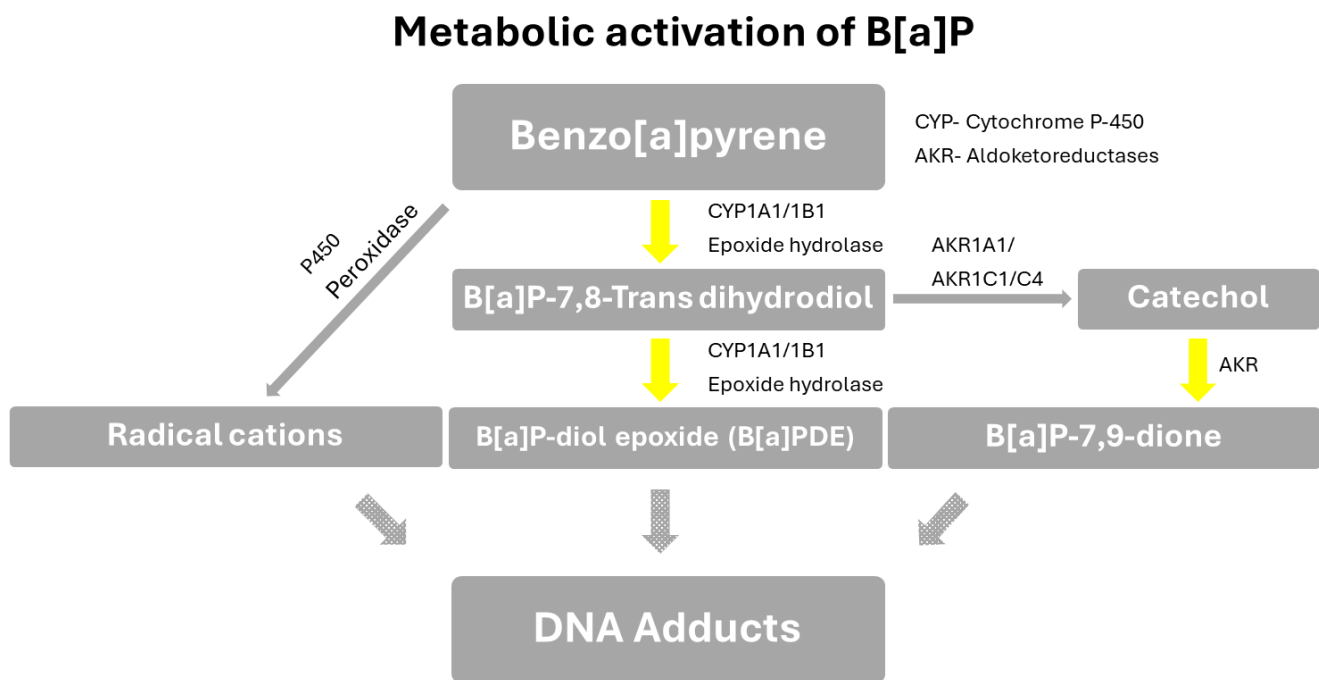 Metabolic activation of B[a]P
Benzo[a]pyrene
CYP- Cytochrome P-450
AKR- Aldoketoreductases
P450
Peroxidase
CYP1A1/1B1
Epoxide hydrolase
AKR1A1/
AKR1C1/C4
B[a]P-7,8-Trans dihydrodiol
Catechol
CYP1A1/1B1
Epoxide hydrolase
AKR
Radical cations
B[a]P-diol epoxide (B[a]PDE)
B[a]P-7,9-dione
DNA Adducts